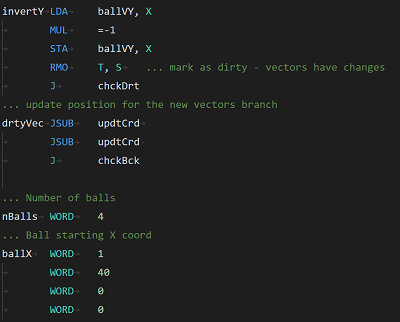 invertY LDA ballVY, X
MUL =-1
STA ballVY, X
RMO T, S ... mark as dirty - vectors have changes
J chckDrt
... update position for the new vectors branch
drtyVec JSUB updtCrd
JSUB updtCrd
J chckBck
... Number of balls
nBalls WORD 4
... Ball starting X coord
ballX WORD 1
WORD 40
WORD 0
WORD 0